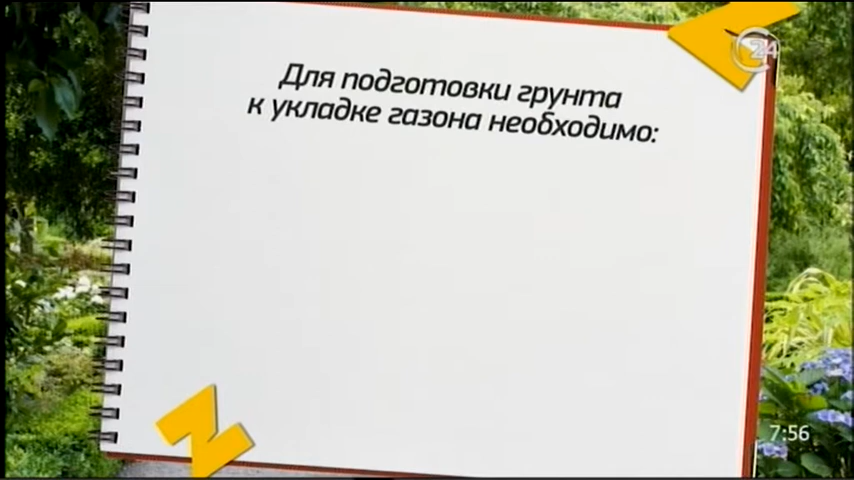 24
Для подготовки грунта
к укладке газона необходимо:
7:56